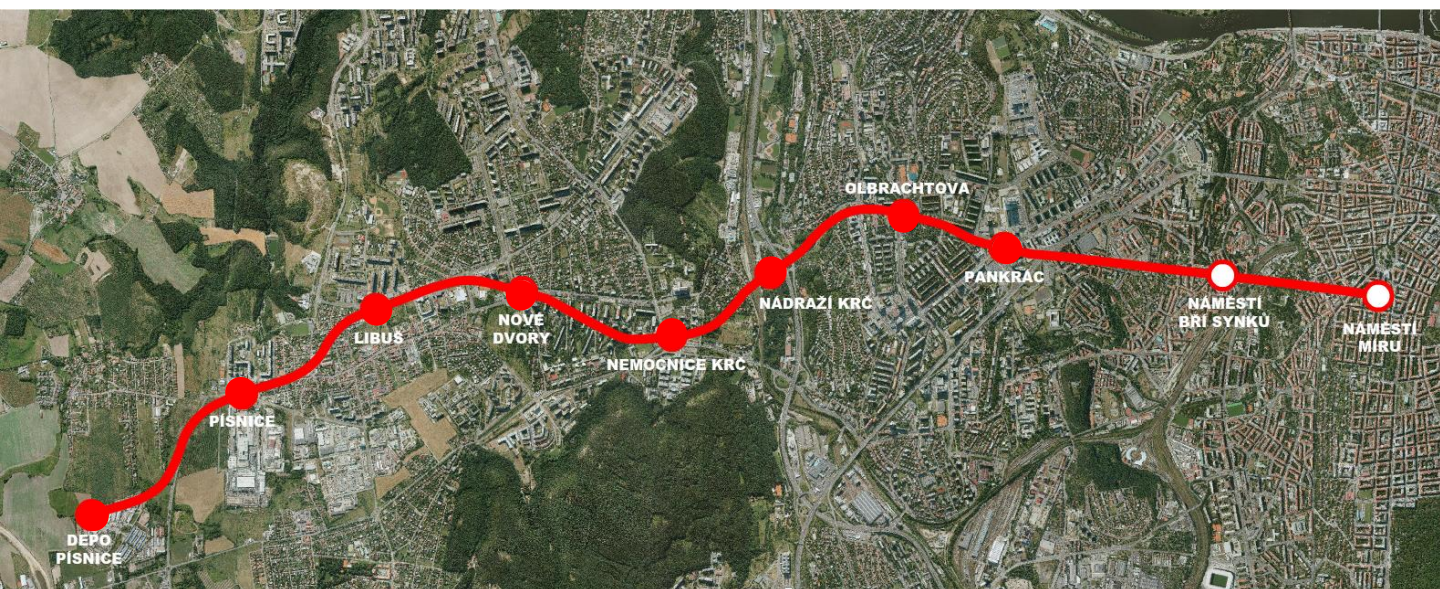 OLBRACHTOVA
PANKRÁC
NÁDRAŽÍ KRČ
NÁMĚSTÍ
BŘÍ SYNKŮ
NÁMĚSTÍ
MÍRU
NOVÉ
DVORY
LIBUŠ
NEMOCNICE KRČ
PÍSNICE
DEPO
PÍSNICE